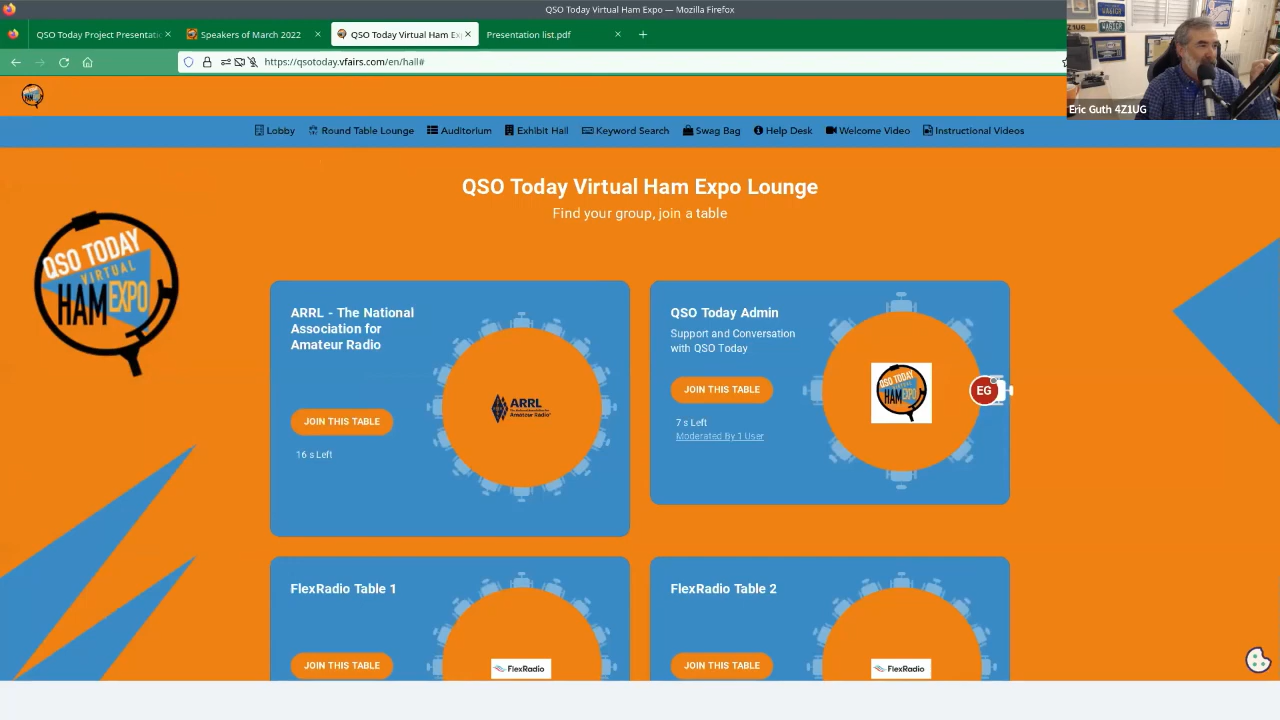 QSO Today Virtual Ham Expo — Mozilla Firefox
QSO Today Project Presentati
Speakers of March 2022
QSO Today Virtual Ham Ex
Presentation list.pdf
https://qsotoday.vfairs.com/en/hall#
Eric Guth 4Z1UG
Lobby
Round Table Lounge
Auditorium
Exhibit Hall
Keyword Search
Swag Bag
Help Desk
Welcome Video
Instructional Videos
QSO Today Virtual Ham Expo Lounge
Find your group, join a table
QSO TODAY
VIRTUAL
HAM EXPO
ARRL - The National
Association for
Amateur Radio
JOIN THIS TABLE
16 s Left
ARRL
The National Association for
Amateur Radio
QSO Today Admin
Support and Conversation
with QSO Today
JOIN THIS TABLE
7 s Left
Moderated By 1 User
EG
FlexRadio Table 1
JOIN THIS TABLE
FlexRadio
FlexRadio Table 2
JOIN THIS TABLE
FlexRadio